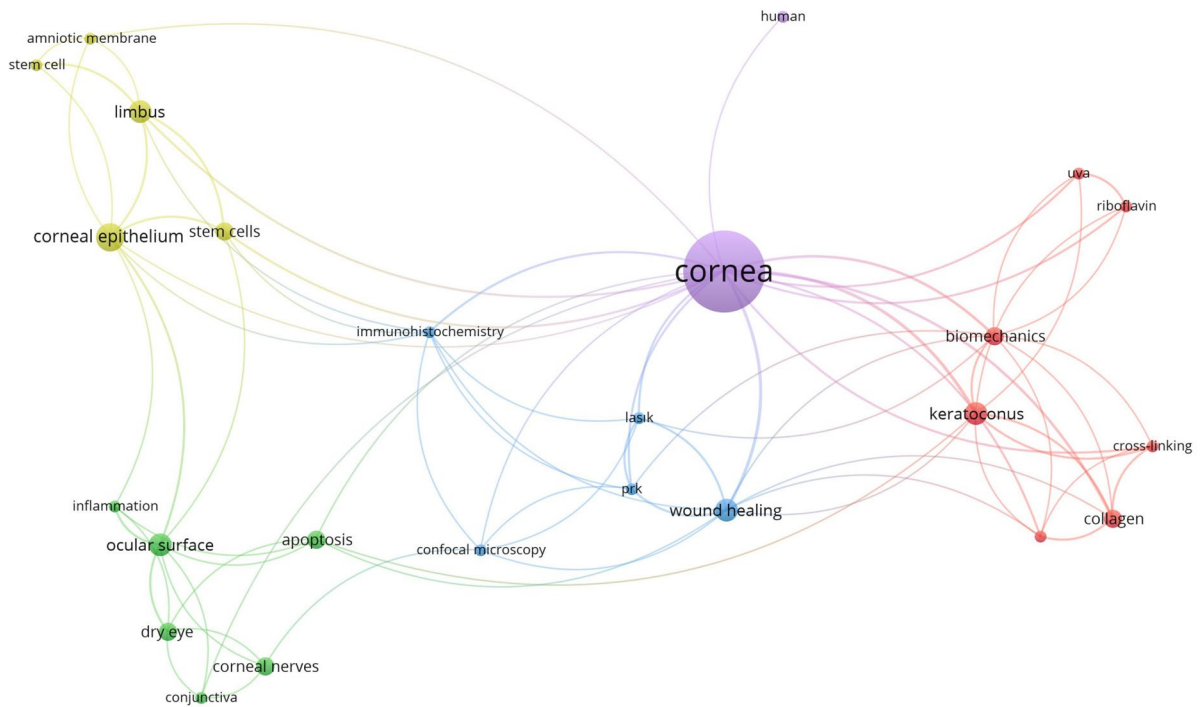 human
amniotic membrane
stem cell
limbus
uva
riboflavin
corneal epithelium
stem cells
cornea
immunohistochemistry
biomechanics
lasık
keratoconus
cross-linking
prk
inflammation
wound healing
collagen
ocular surface
apoptosis
confocal microscopy
dry eye
corneal nerves
conjunctiva